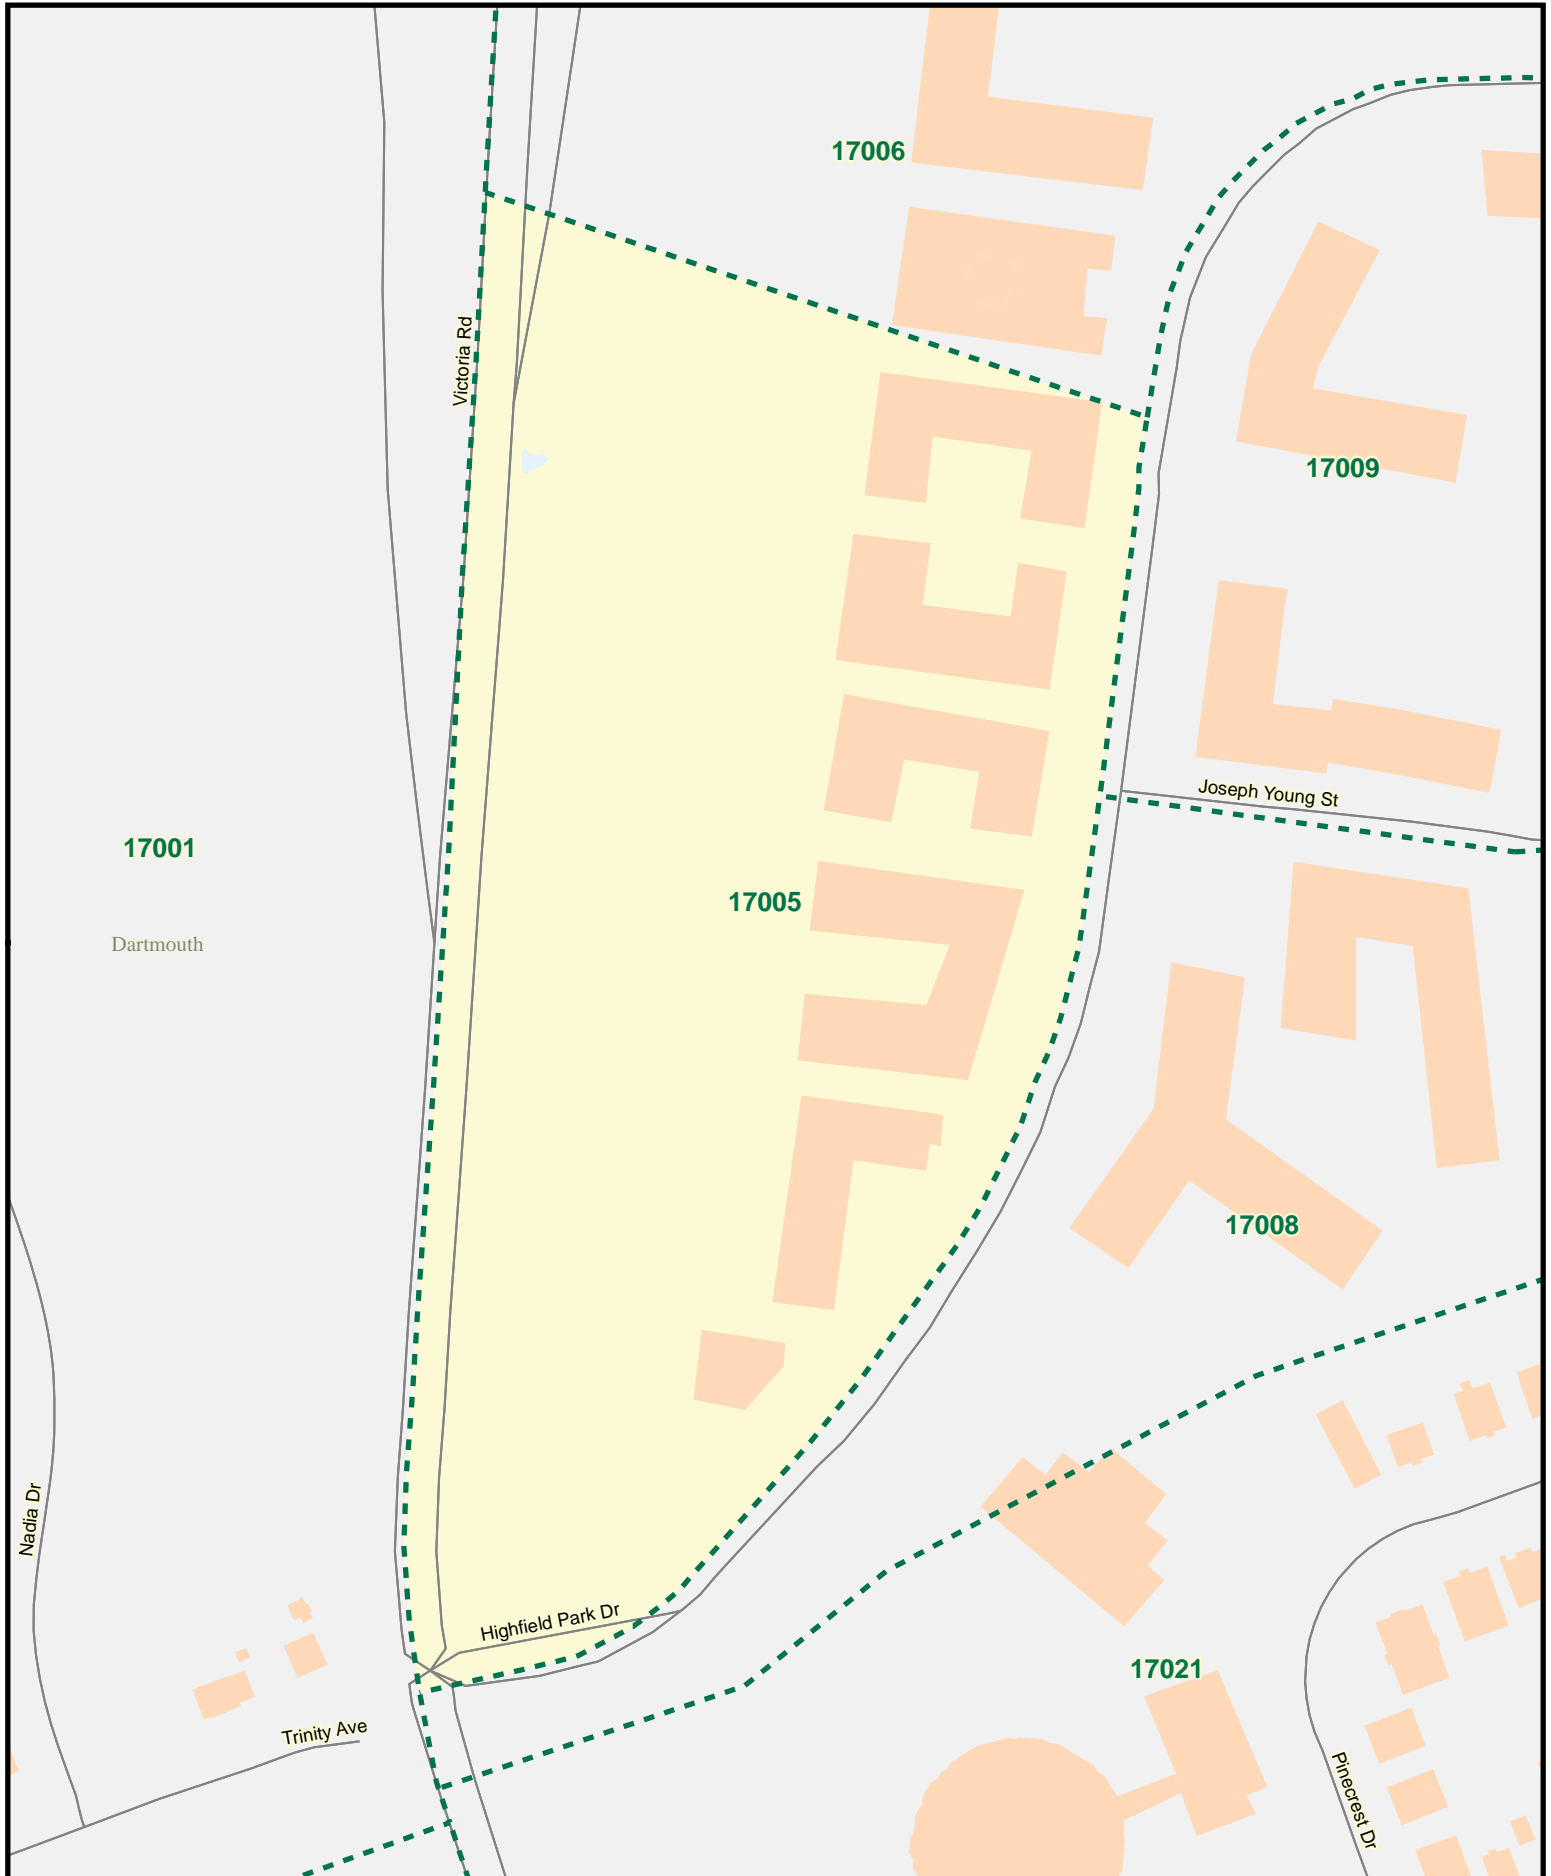 17006
Victoria Rd
17009
Joseph Young St
17001
17005
Dartmouth
17008
Nadia Dr
Highfield Park Dr
17021
Trinity Ave
Pinecrest Dr